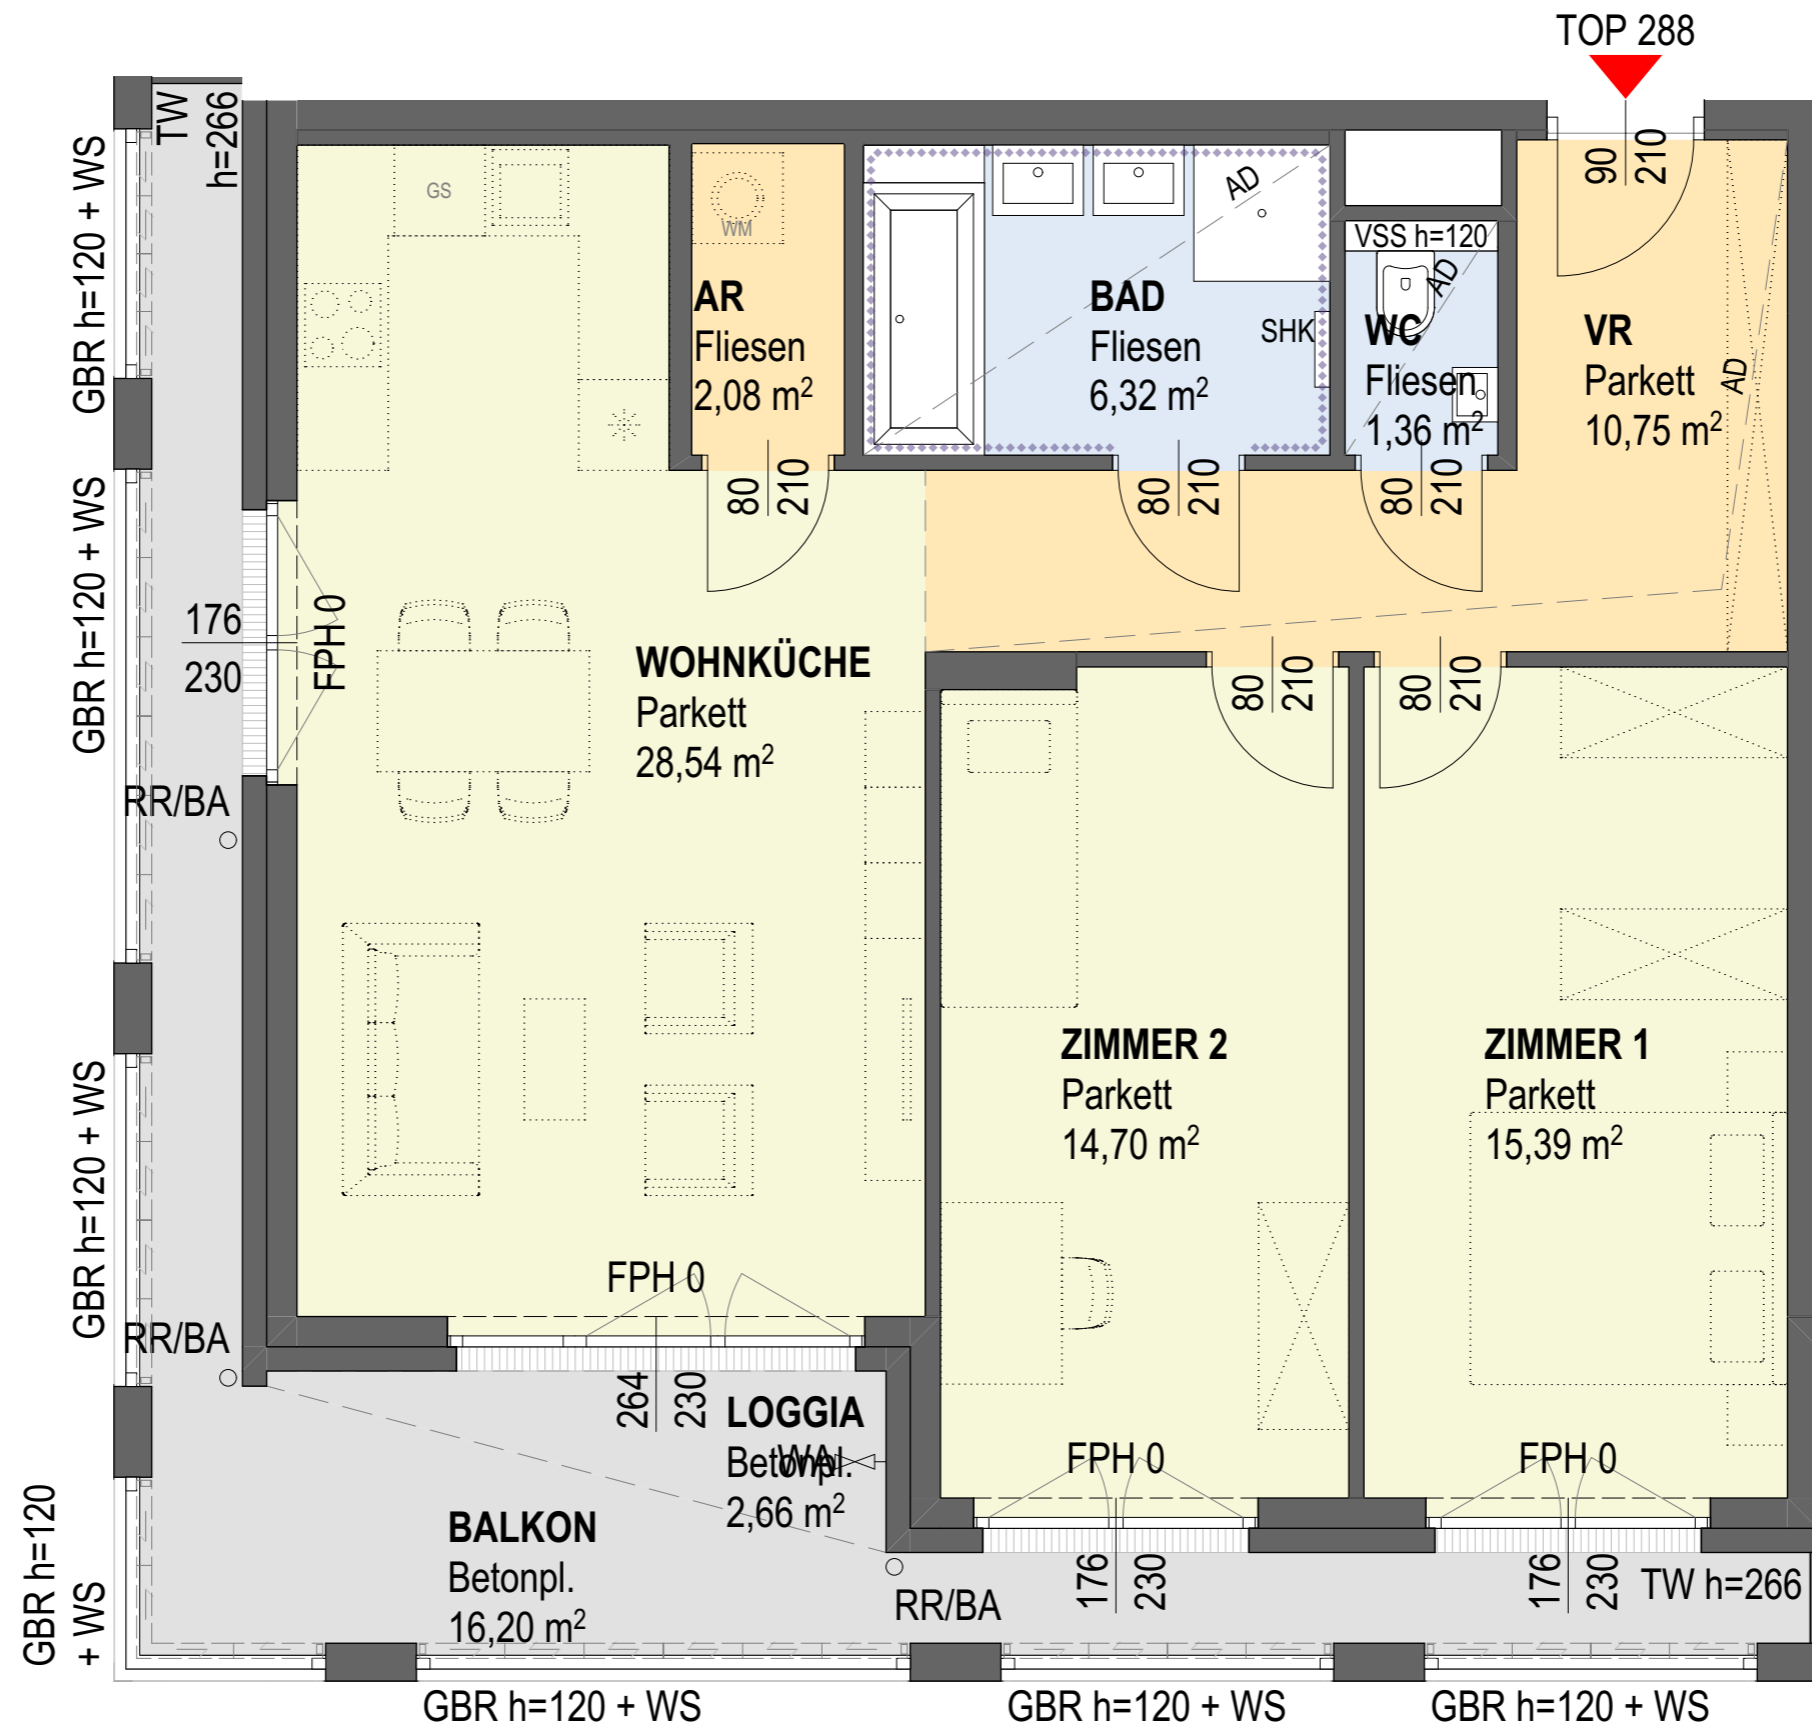 TOP 288
TW
h=266
90
210
GBR h=120 + WS
GS
WM
AD
VSS h=120
AD
AR
Fliesen
2,08 m²
BAD
Fliesen
6,32 m²
SHK
WC
Fliesen
1,36 m²
VR
Parkett
10,75 m²
AD
80
210
80
210
80
210
GBR h=120 + WS
176
230
FPH 0
WOHNKÜCHE
Parkett
28,54 m²
80
210
80
210
RR/BA
ZIMMER 2
Parkett
14,70 m²
ZIMMER 1
Parkett
15,39 m²
GBR h=120 + WS
FPH 0
RR/BA
264
230
LOGGIA
Betonpl.
WA
2,66 m²
FPH 0
FPH 0
BALKON
Betonpl.
16,20 m²
GBR h=120
+ WS
RR/BA
176
230
176
230
TW h=266
GBR h=120 + WS
GBR h=120 + WS
GBR h=120 + WS